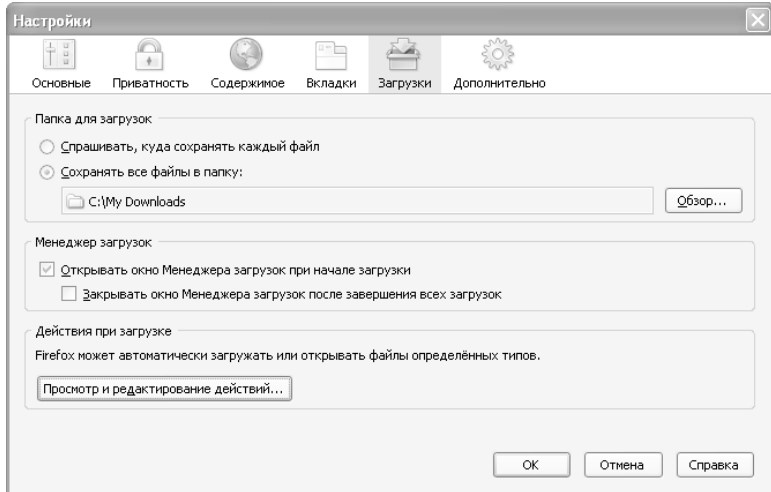 Настройки
Основные Приватность Содержимое Вкладки Загрузки Дополнительно
Папка для загрузок
Спрашивать, куда сохранять каждый файл
Сохранять все файлы в папку:
C:\My Downloads Обзор...
Менеджер загрузок
Открывать окно Менеджера загрузок при начале загрузки
Закрывать окно Менеджера загрузок после завершения всех загрузок
Действия при загрузке
Firefox может автоматически загружать или открывать файлы определённых типов.
Просмотр и редактирование действий...
OK Отмена Справка